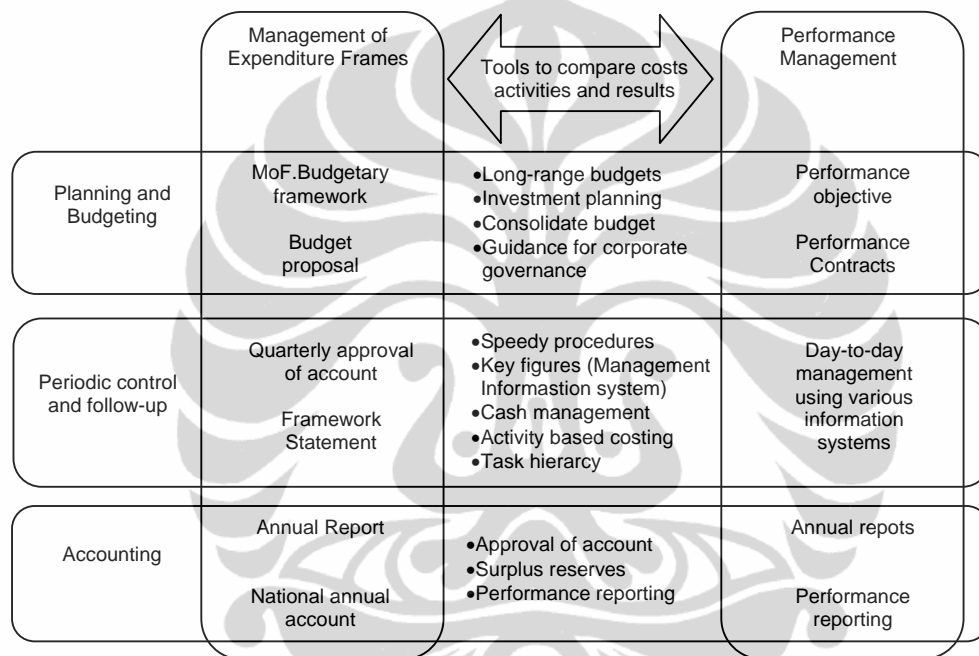 Management of
Expenditure Frames
Tools to compare costs
activities and results
Performance
Management
Planning and
Budgeting
MoF.Budgetary
framework
Budget
proposal
•Long-range budgets
•Investment planning
•Consolidate budget
•Guidance for corporate
governance
Performance
objective
Performance
Contracts
Periodic control
and follow-up
Quarterly approval
of account
Framework
Statement
•Speedy procedures
•Key figures (Management
Informastion system)
•Cash management
•Activity based costing
•Task hierarcy
Day-to-day
management
using various
information
systems
Accounting
Annual Report
National annual
account
•Approval of account
•Surplus reserves
•Performance reporting
Annual repots
Performance
reporting